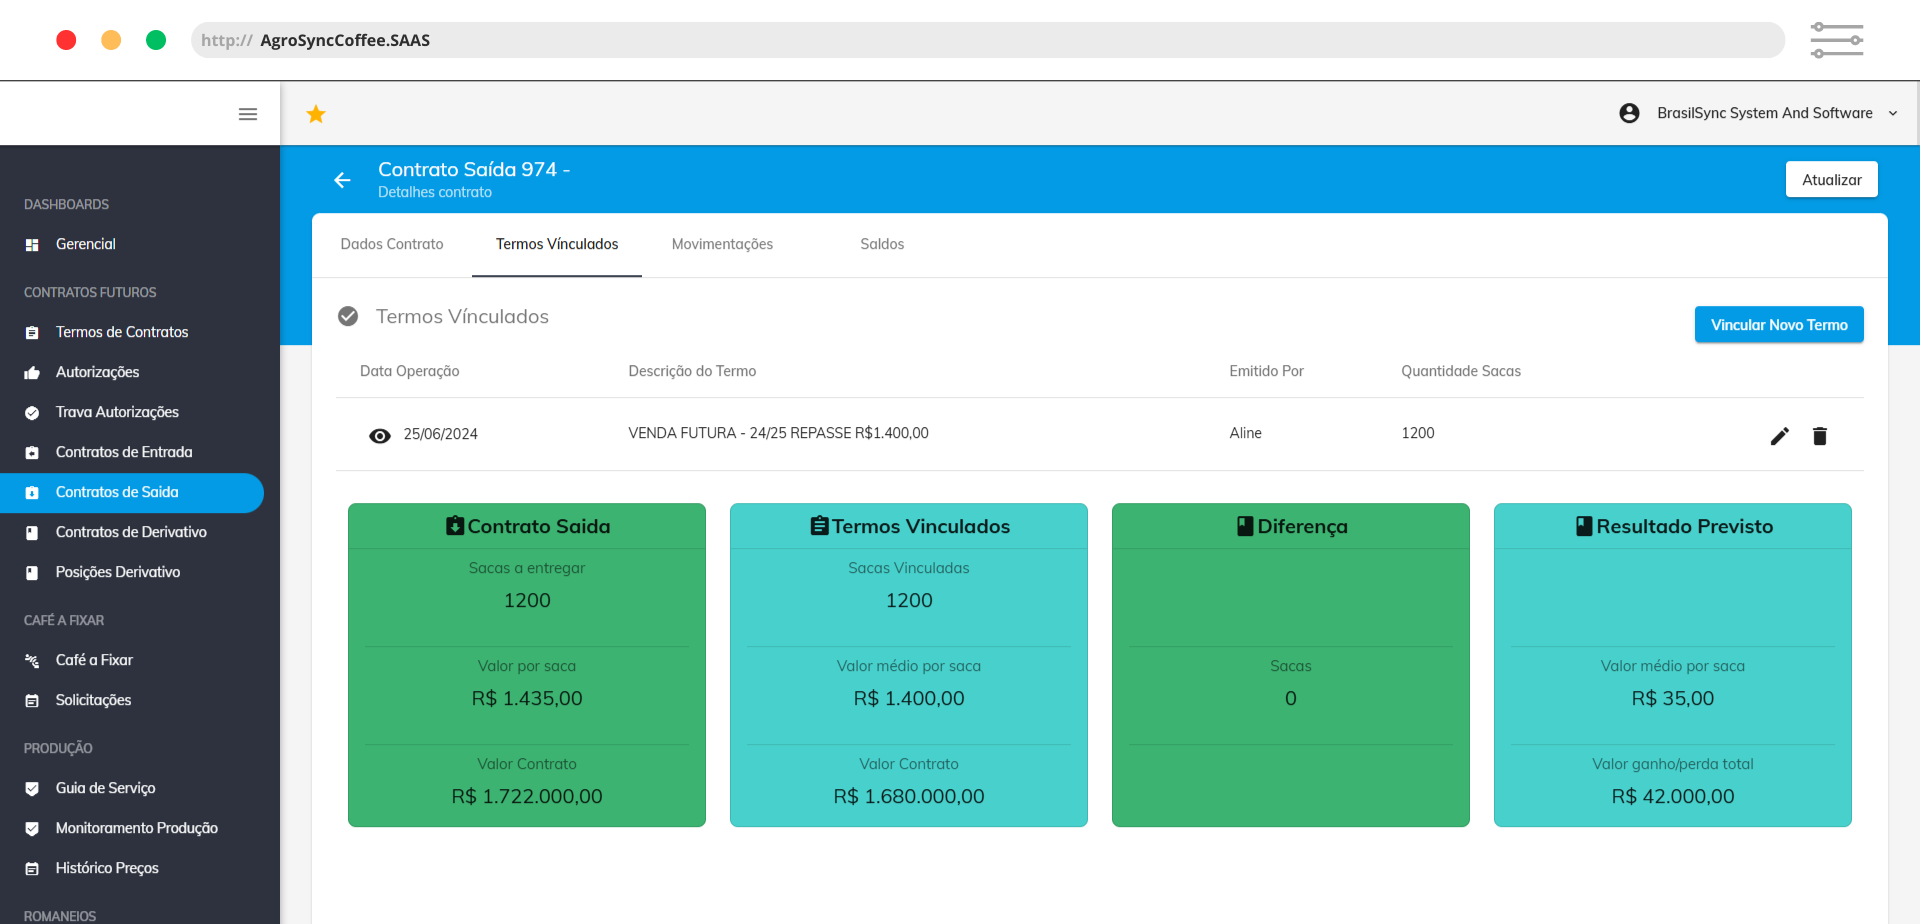 http:// AgroSyncCoffee.SAAS
BrasilSync System And Software
Contrato Saída 974 -
Detalhes contrato
Atualizar
DASHBOARDS
Gerencial
CONTRATOS FUTUROS
Termos de Contratos
Autorizações
Trava Autorizações
Contratos de Entrada
Contratos de Saida
Contratos de Derivativo
Posições Derivativo
CAFÉ A FIXAR
Café a Fixar
Solicitações
PRODUÇÃO
Guia de Serviço
Monitoramento Produção
Histórico Preços
ROMANEIOS
Dados Contrato
Termos Vínculados
Movimentações
Saldos
Termos Vínculados
Vincular Novo Termo
Data Operação Descrição do Termo Emitido Por Quantidade Sacas
25/06/2024 VENDA FUTURA - 24/25 REPASSE R$1.400,00 Aline 1200
Contrato Saida
Sacas a entregar
1200
Valor por saca
R$ 1.435,00
Valor Contrato
R$ 1.722.000,00
Termos Vinculados
Sacas Vinculadas
1200
Valor médio por saca
R$ 1.400,00
Valor Contrato
R$ 1.680.000,00
Diferença
Sacas
0
Resultado Previsto
Valor médio por saca
R$ 35,00
Valor ganho/perda total
R$ 42.000,00